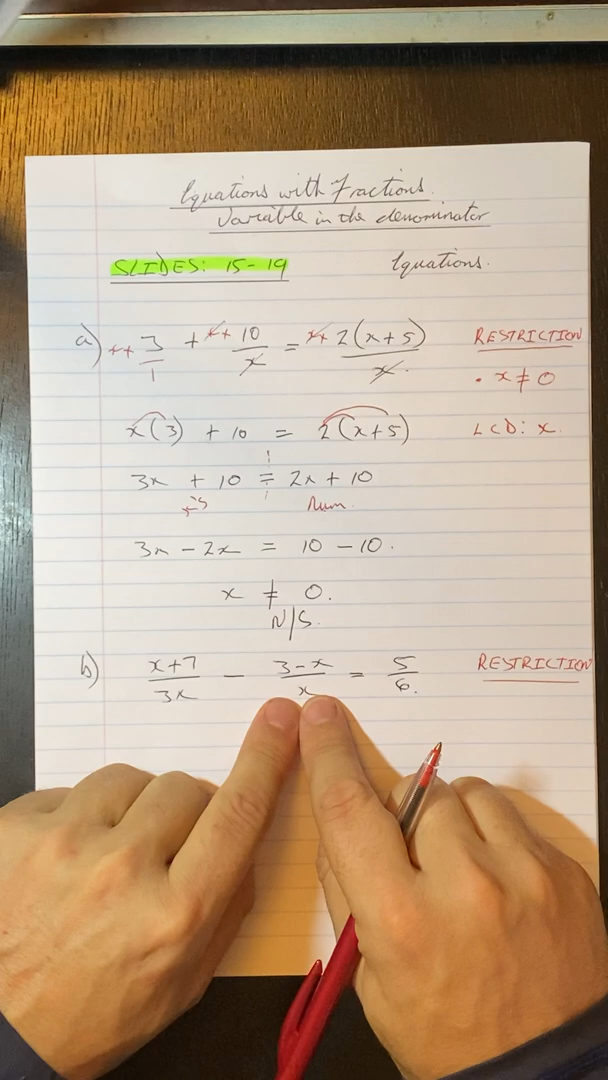 Equations with Fractions.
Variable in the denominator
SLIDES: 15-19 Equations.
a) x× 3/1 + x× 10/x = x× 2(x+5)/x RESTRICTION
• x ≠ 0
x(3) + 10 = 2(x+5) LCD: x.
3x + 10 = 2x + 10
x's Num.
3x - 2x = 10 - 10.
x ≠ 0.
N/S.
b) x+7/3x - 3-x/x = 5/6. RESTRICTION